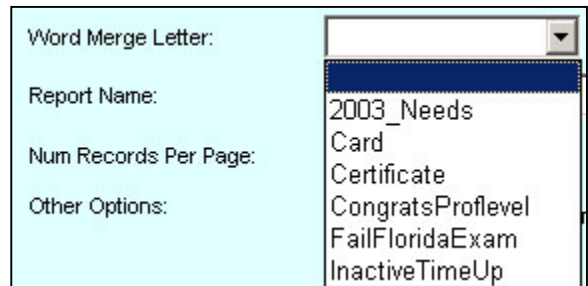 Word Merge Letter:
Report Name:
Num Records Per Page:
Other Options:
2003_Needs
Card
Certificate
CongratsProflevel
FailFloridaExam
InactiveTimeUp